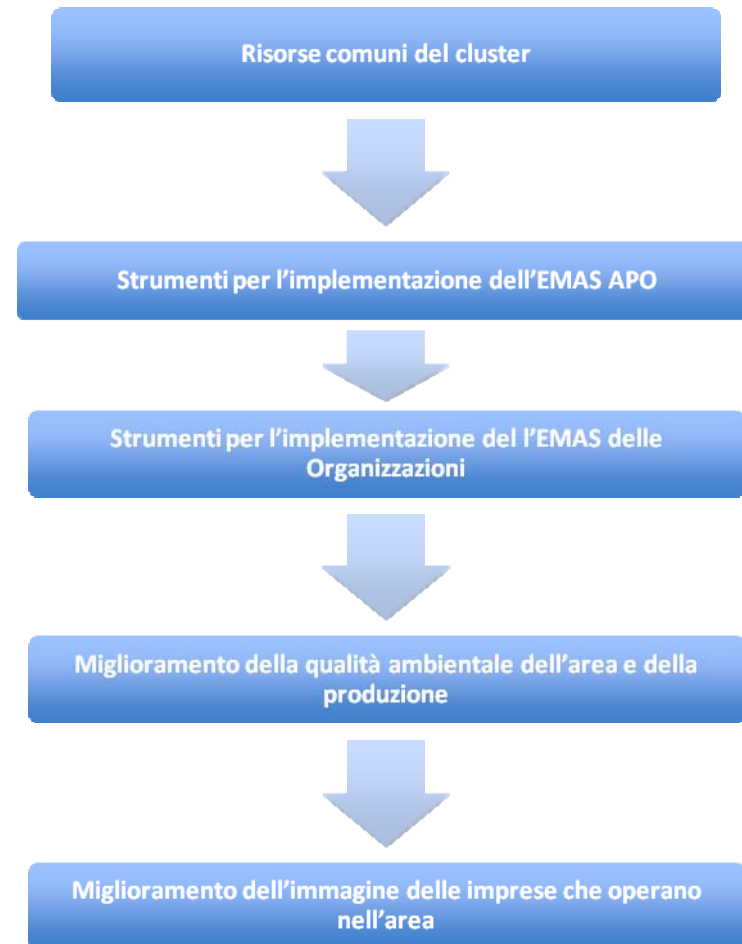 Risorse comuni del cluster
Strumenti per l’implementazione dell’EMAS APO
Strumenti per l’implementazione del l’EMAS delle
Organizzazioni
Miglioramento della qualità ambientale dell’area e della
produzione
Miglioramento dell’immagine delle imprese che operano
nell’area